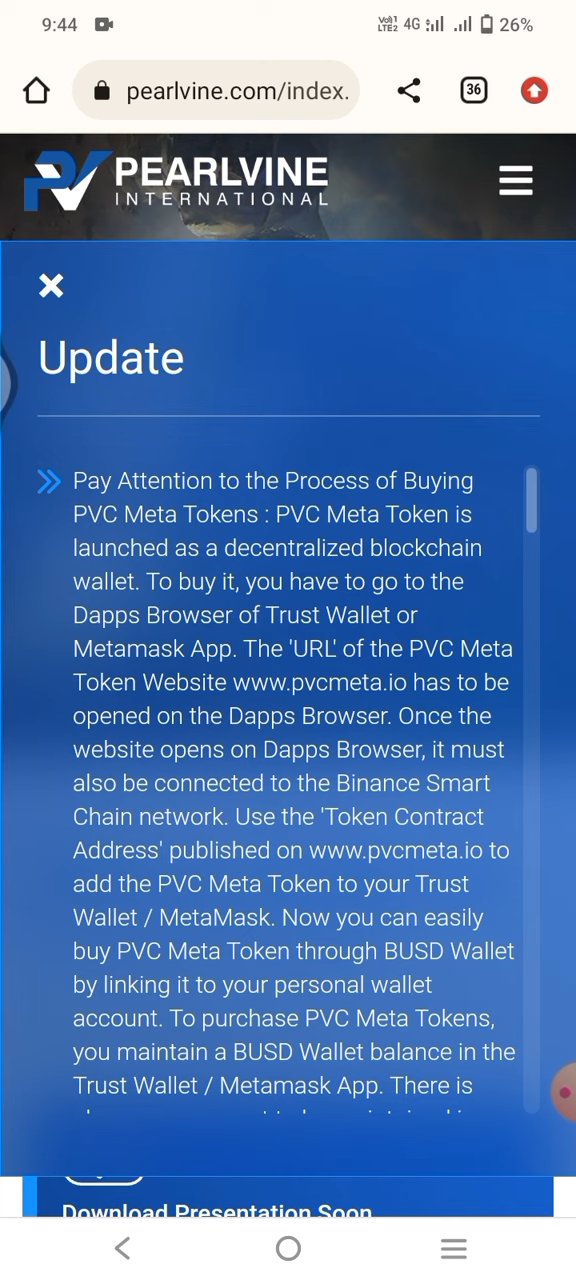 9:44 Vo)) 1 LTE2 4G 26%
pearlvine.com/index. 36
PV PEARLVINE
INTERNATIONAL
Update
Pay Attention to the Process of Buying
PVC Meta Tokens : PVC Meta Token is
launched as a decentralized blockchain
wallet. To buy it, you have to go to the
Dapps Browser of Trust Wallet or
Metamask App. The 'URL' of the PVC Meta
Token Website www.pvcmeta.io has to be
opened on the Dapps Browser. Once the
website opens on Dapps Browser, it must
also be connected to the Binance Smart
Chain network. Use the 'Token Contract
Address' published on www.pvcmeta.io to
add the PVC Meta Token to your Trust
Wallet / MetaMask. Now you can easily
buy PVC Meta Token through BUSD Wallet
by linking it to your personal wallet
account. To purchase PVC Meta Tokens,
you maintain a BUSD Wallet balance in the
Trust Wallet / Metamask App. There is
Download Presentation Soon